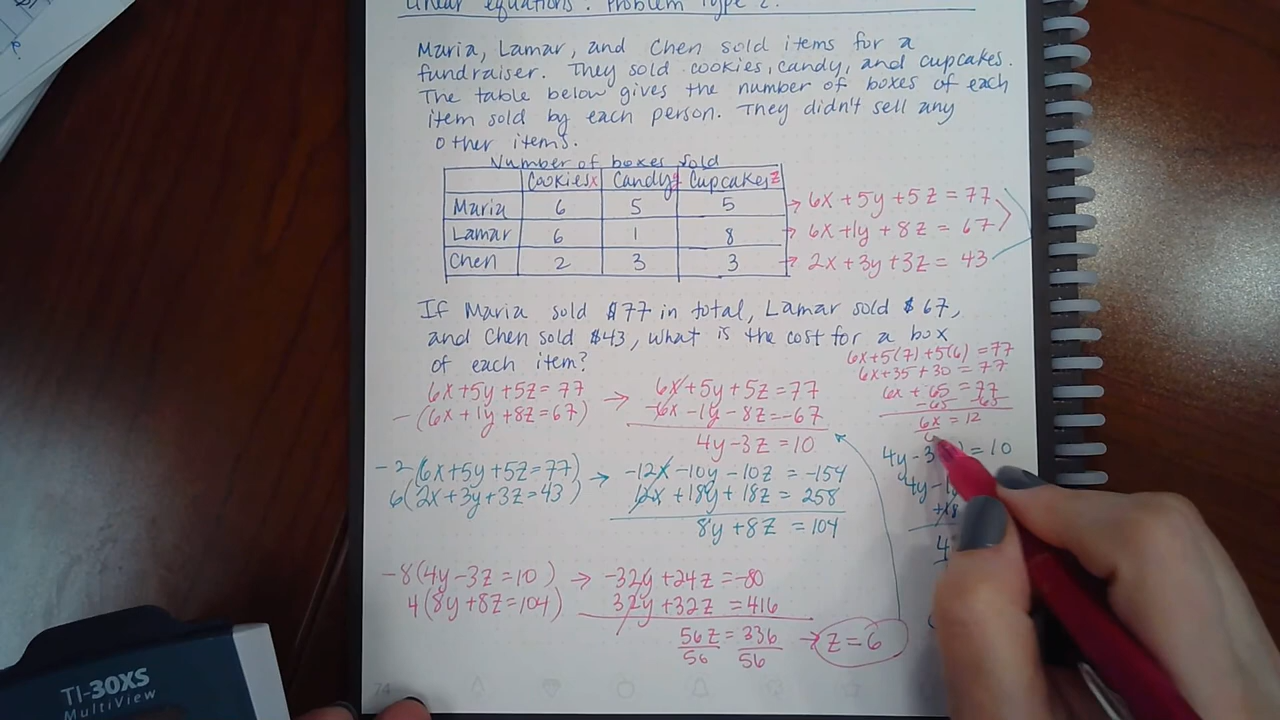 Linear equations: Problem Type 2.
Maria, Lamar, and Chen sold items for a
fundraiser. They sold cookies, candy, and cupcakes.
The table below gives the number of boxes of each
item sold by each person. They didn't sell any
other items.
Number of boxes sold
Cookies x Candy y Cupcakes z
Maria 6 5 5 → 6x + 5y + 5z = 77
Lamar 6 1 8 → 6x + 1y + 8z = 67
Chen 2 3 3 → 2x + 3y + 3z = 43
If Maria sold $77 in total, Lamar sold $67,
and Chen sold $43, what is the cost for a box
of each item?
6x + 5y + 5z = 77 → 6x + 5y + 5z = 77
-(6x + 1y + 8z = 67) -6x - 1y - 8z = -67
4y - 3z = 10
-2(6x + 5y + 5z = 77) → -12x - 10y - 10z = -154
6(2x + 3y + 3z = 43) 12x + 18y + 18z = 258
8y + 8z = 104
-8(4y - 3z = 10) → -32y + 24z = -80
4(8y + 8z = 104) 32y + 32z = 416
56z = 336 → z = 6
56 56
6x + 5(7) + 5(6) = 77
6x + 35 + 30 = 77
6x + 65 = 77
-65 -65
6x = 12
4y - 3 ) = 10
4y - 1
+18
4
74
TI-30XS
MultiView
P